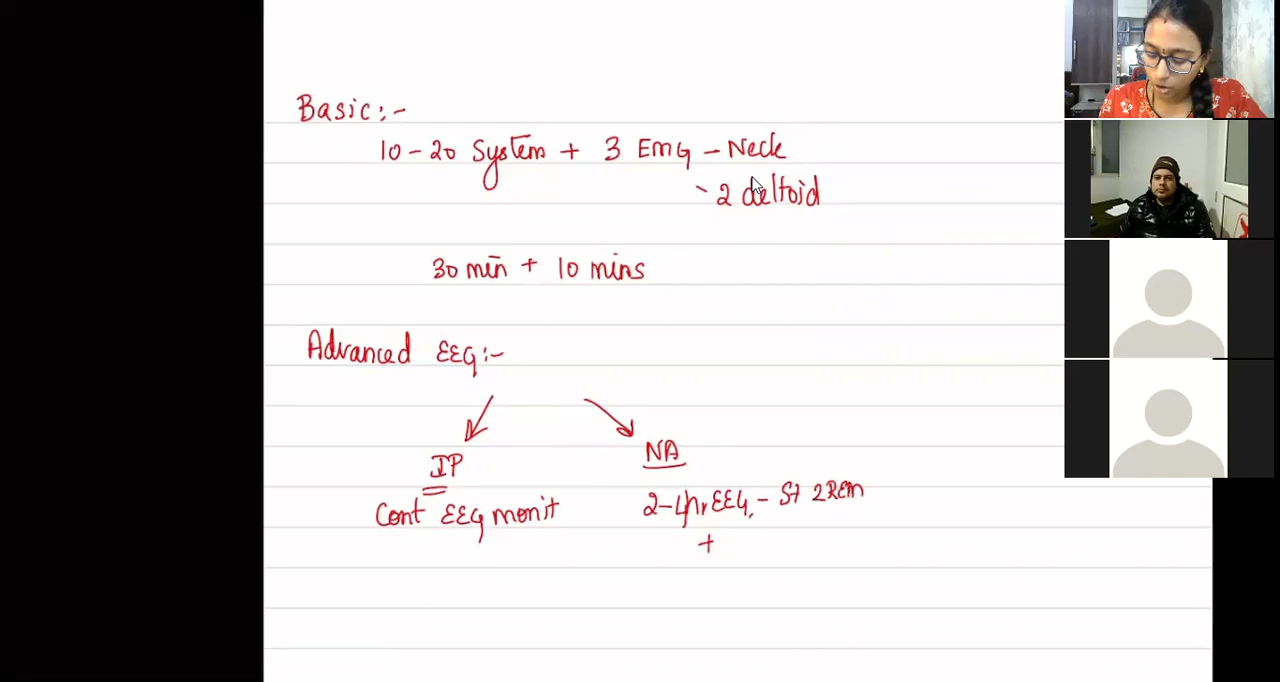 Basic:-
10-20 System + 3 EMG - Neck
- 2 deltoid
30 min + 10 mins
Advanced EEG:-
IP
NA
Cont EEG monit
2-4hr EEG - St 2 REM
+